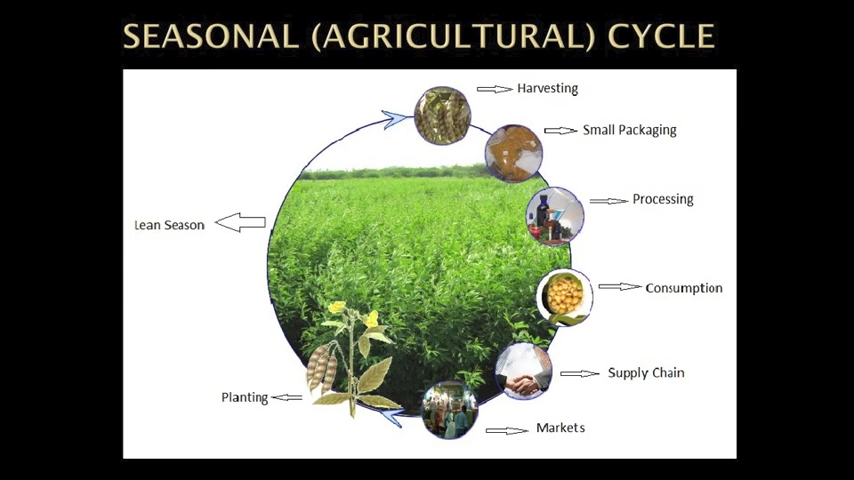 SEASONAL (AGRICULTURAL) CYCLE
Harvesting
Small Packaging
Processing
Lean Season
Consumption
Supply Chain
Planting
Markets